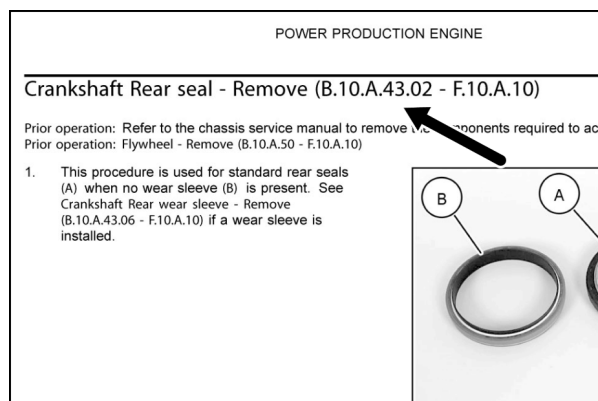 POWER PRODUCTION ENGINE
Crankshaft Rear seal - Remove (B.10.A.43.02 - F.10.A.10)
Prior operation: Refer to the chassis service manual to remove components required to ac
Prior operation: Flywheel - Remove (B.10.A.50 - F.10.A.10)
1. This procedure is used for standard rear seals
(A) when no wear sleeve (B) is present. See
Crankshaft Rear wear sleeve - Remove
(B.10.A.43.06 - F.10.A.10) if a wear sleeve is
installed.
B
A